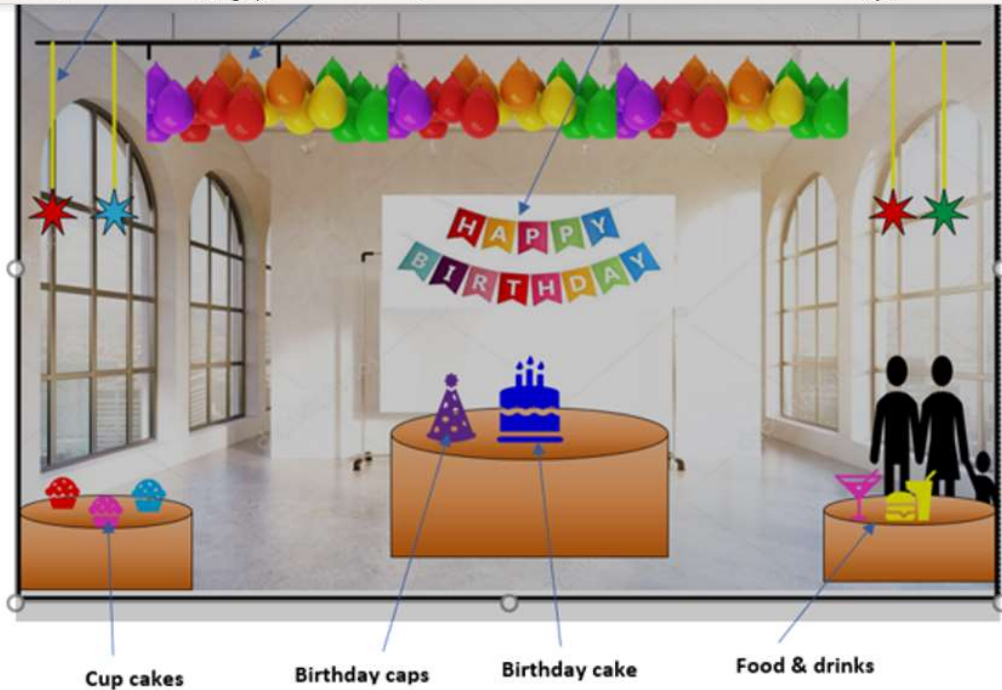 HAPPY
BIRTHDAY
Cup cakes
Birthday caps
Birthday cake
Food & drinks